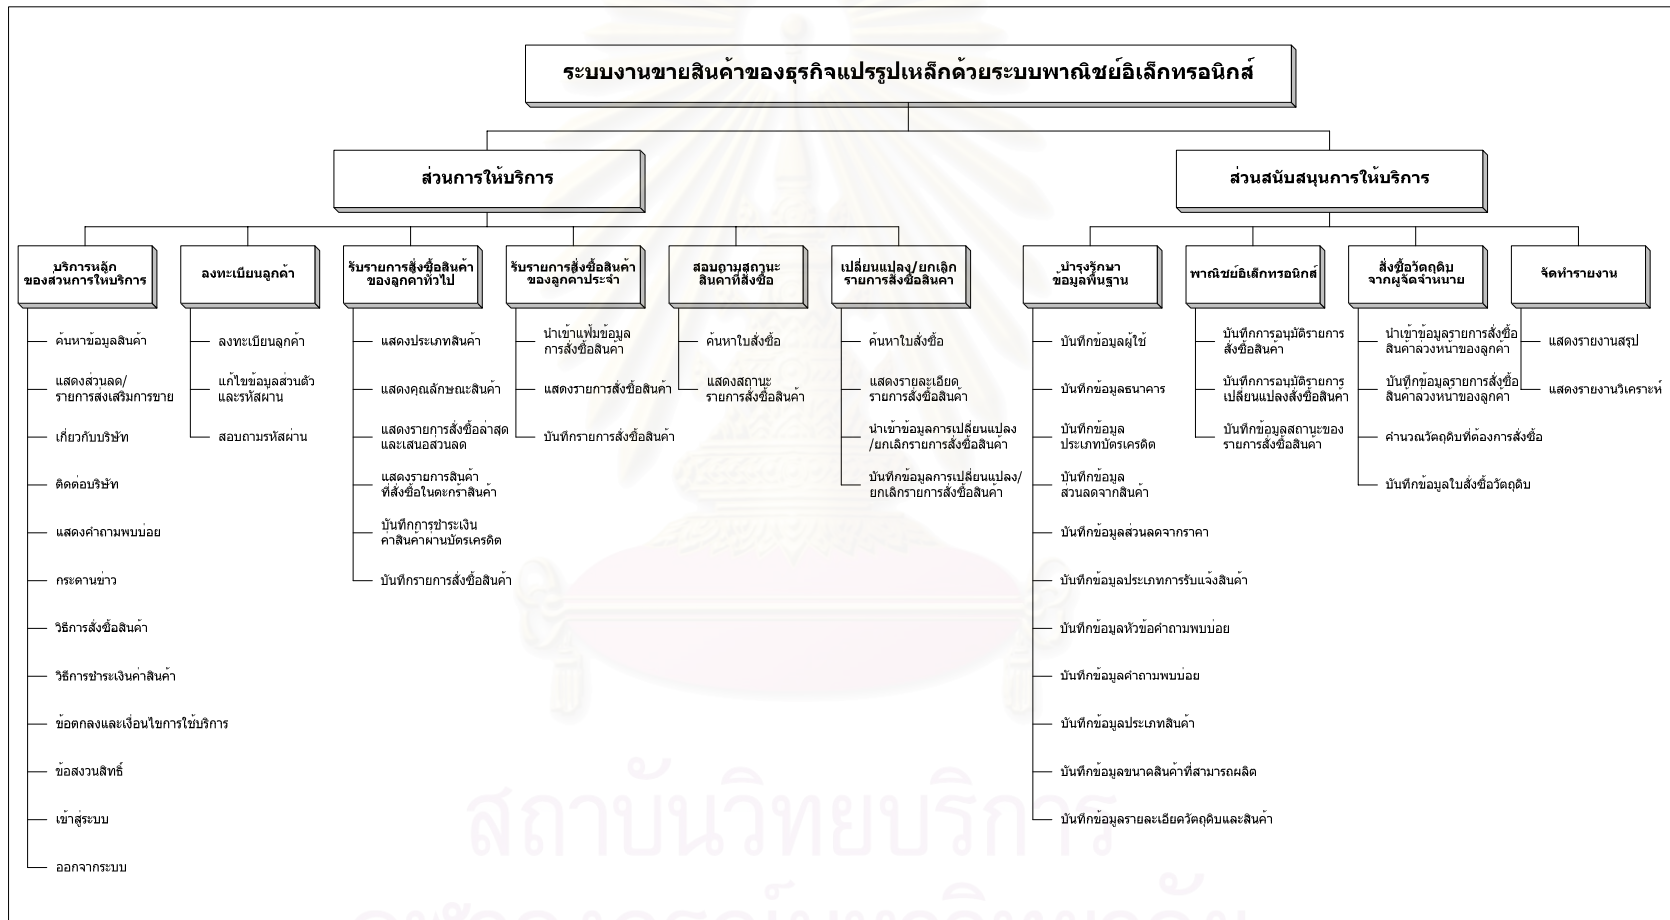 ระบบงานขายสินค้าของธุรกิจแปรรูปเหล็กด้วยระบบพาณิชย์อิเล็กทรอนิกส์
ส่วนการให้บริการ
ส่วนสนับสนุนการให้บริการ
บริการหลัก
ของส่วนการให้บริการ
ค้นหาข้อมูลสินค้า
แสดงส่วนลด/
รายการส่งเสริมการขาย
เกี่ยวกับบริษัท
ติดต่อบริษัท
แสดงคำถามพบบ่อย
กระดานข่าว
วิธีการสั่งซื้อสินค้า
วิธีการชำระเงินค่าสินค้า
ข้อตกลงและเงื่อนไขการใช้บริการ
ข้อสงวนสิทธิ์
เข้าสู่ระบบ
ออกจากระบบ
ลงทะเบียนลูกค้า
ลงทะเบียนลูกค้า
แก้ไขข้อมูลส่วนตัว
และรหัสผ่าน
สอบถามรหัสผ่าน
รับรายการสั่งซื้อสินค้า
ของลูกค้าทั่วไป
แสดงประเภทสินค้า
แสดงคุณลักษณะสินค้า
แสดงรายการสั่งซื้อล่าสุด
และเสนอส่วนลด
แสดงรายการสินค้า
ที่สั่งซื้อในตะกร้าสินค้า
บันทึกการชำระเงิน
ค่าสินค้าผ่านบัตรเครดิต
บันทึกรายการสั่งซื้อสินค้า
รับรายการสั่งซื้อสินค้า
ของลูกค้าประจำ
นำเข้าแฟ้มข้อมูล
การสั่งซื้อสินค้า
แสดงรายการสั่งซื้อสินค้า
บันทึกรายการสั่งซื้อสินค้า
สอบถามสถานะ
สินค้าที่สั่งซื้อ
ค้นหาใบสั่งซื้อ
แสดงสถานะ
รายการสั่งซื้อสินค้า
เปลี่ยนแปลง/ยกเลิก
รายการสั่งซื้อสินค้า
ค้นหาใบสั่งซื้อ
แสดงรายละเอียด
รายการสั่งซื้อสินค้า
นำเข้าข้อมูลการเปลี่ยนแปลง
/ยกเลิกรายการสั่งซื้อสินค้า
บันทึกข้อมูลการเปลี่ยนแปลง/
ยกเลิกรายการสั่งซื้อสินค้า
บำรุงรักษา
ข้อมูลพื้นฐาน
บันทึกข้อมูลผู้ใช้
บันทึกข้อมูลธนาคาร
บันทึกข้อมูล
ประเภทบัตรเครดิต
บันทึกข้อมูล
ส่วนลดจากสินค้า
บันทึกข้อมูลส่วนลดจากราคา
บันทึกข้อมูลประเภทการรับแจ้งสินค้า
บันทึกข้อมูลหัวข้อคำถามพบบ่อย
บันทึกข้อมูลคำถามพบบ่อย
บันทึกข้อมูลประเภทสินค้า
บันทึกข้อมูลขนาดสินค้าที่สามารถผลิต
บันทึกข้อมูลรายละเอียดวัตถุดิบและสินค้า
พาณิชย์อิเล็กทรอนิกส์
บันทึกการอนุมัติรายการ
สั่งซื้อสินค้า
บันทึกการอนุมัติรายการ
เปลี่ยนแปลงสั่งซื้อสินค้า
บันทึกข้อมูลสถานะของ
รายการสั่งซื้อสินค้า
สั่งซื้อวัตถุดิบ
จากผู้จัดจำหน่าย
นำเข้าข้อมูลรายการสั่งซื้อ
สินค้าล่วงหน้าของลูกค้า
บันทึกข้อมูลรายการสั่งซื้อ
สินค้าล่วงหน้าของลูกค้า
คำนวณวัตถุดิบที่ต้องการสั่งซื้อ
บันทึกข้อมูลใบสั่งซื้อวัตถุดิบ
จัดทำรายงาน
แสดงรายงานสรุป
แสดงรายงานวิเคราะห์
สถาบันวิทยบริการ
จุฬาลงกรณ์มหาวิทยาลัย